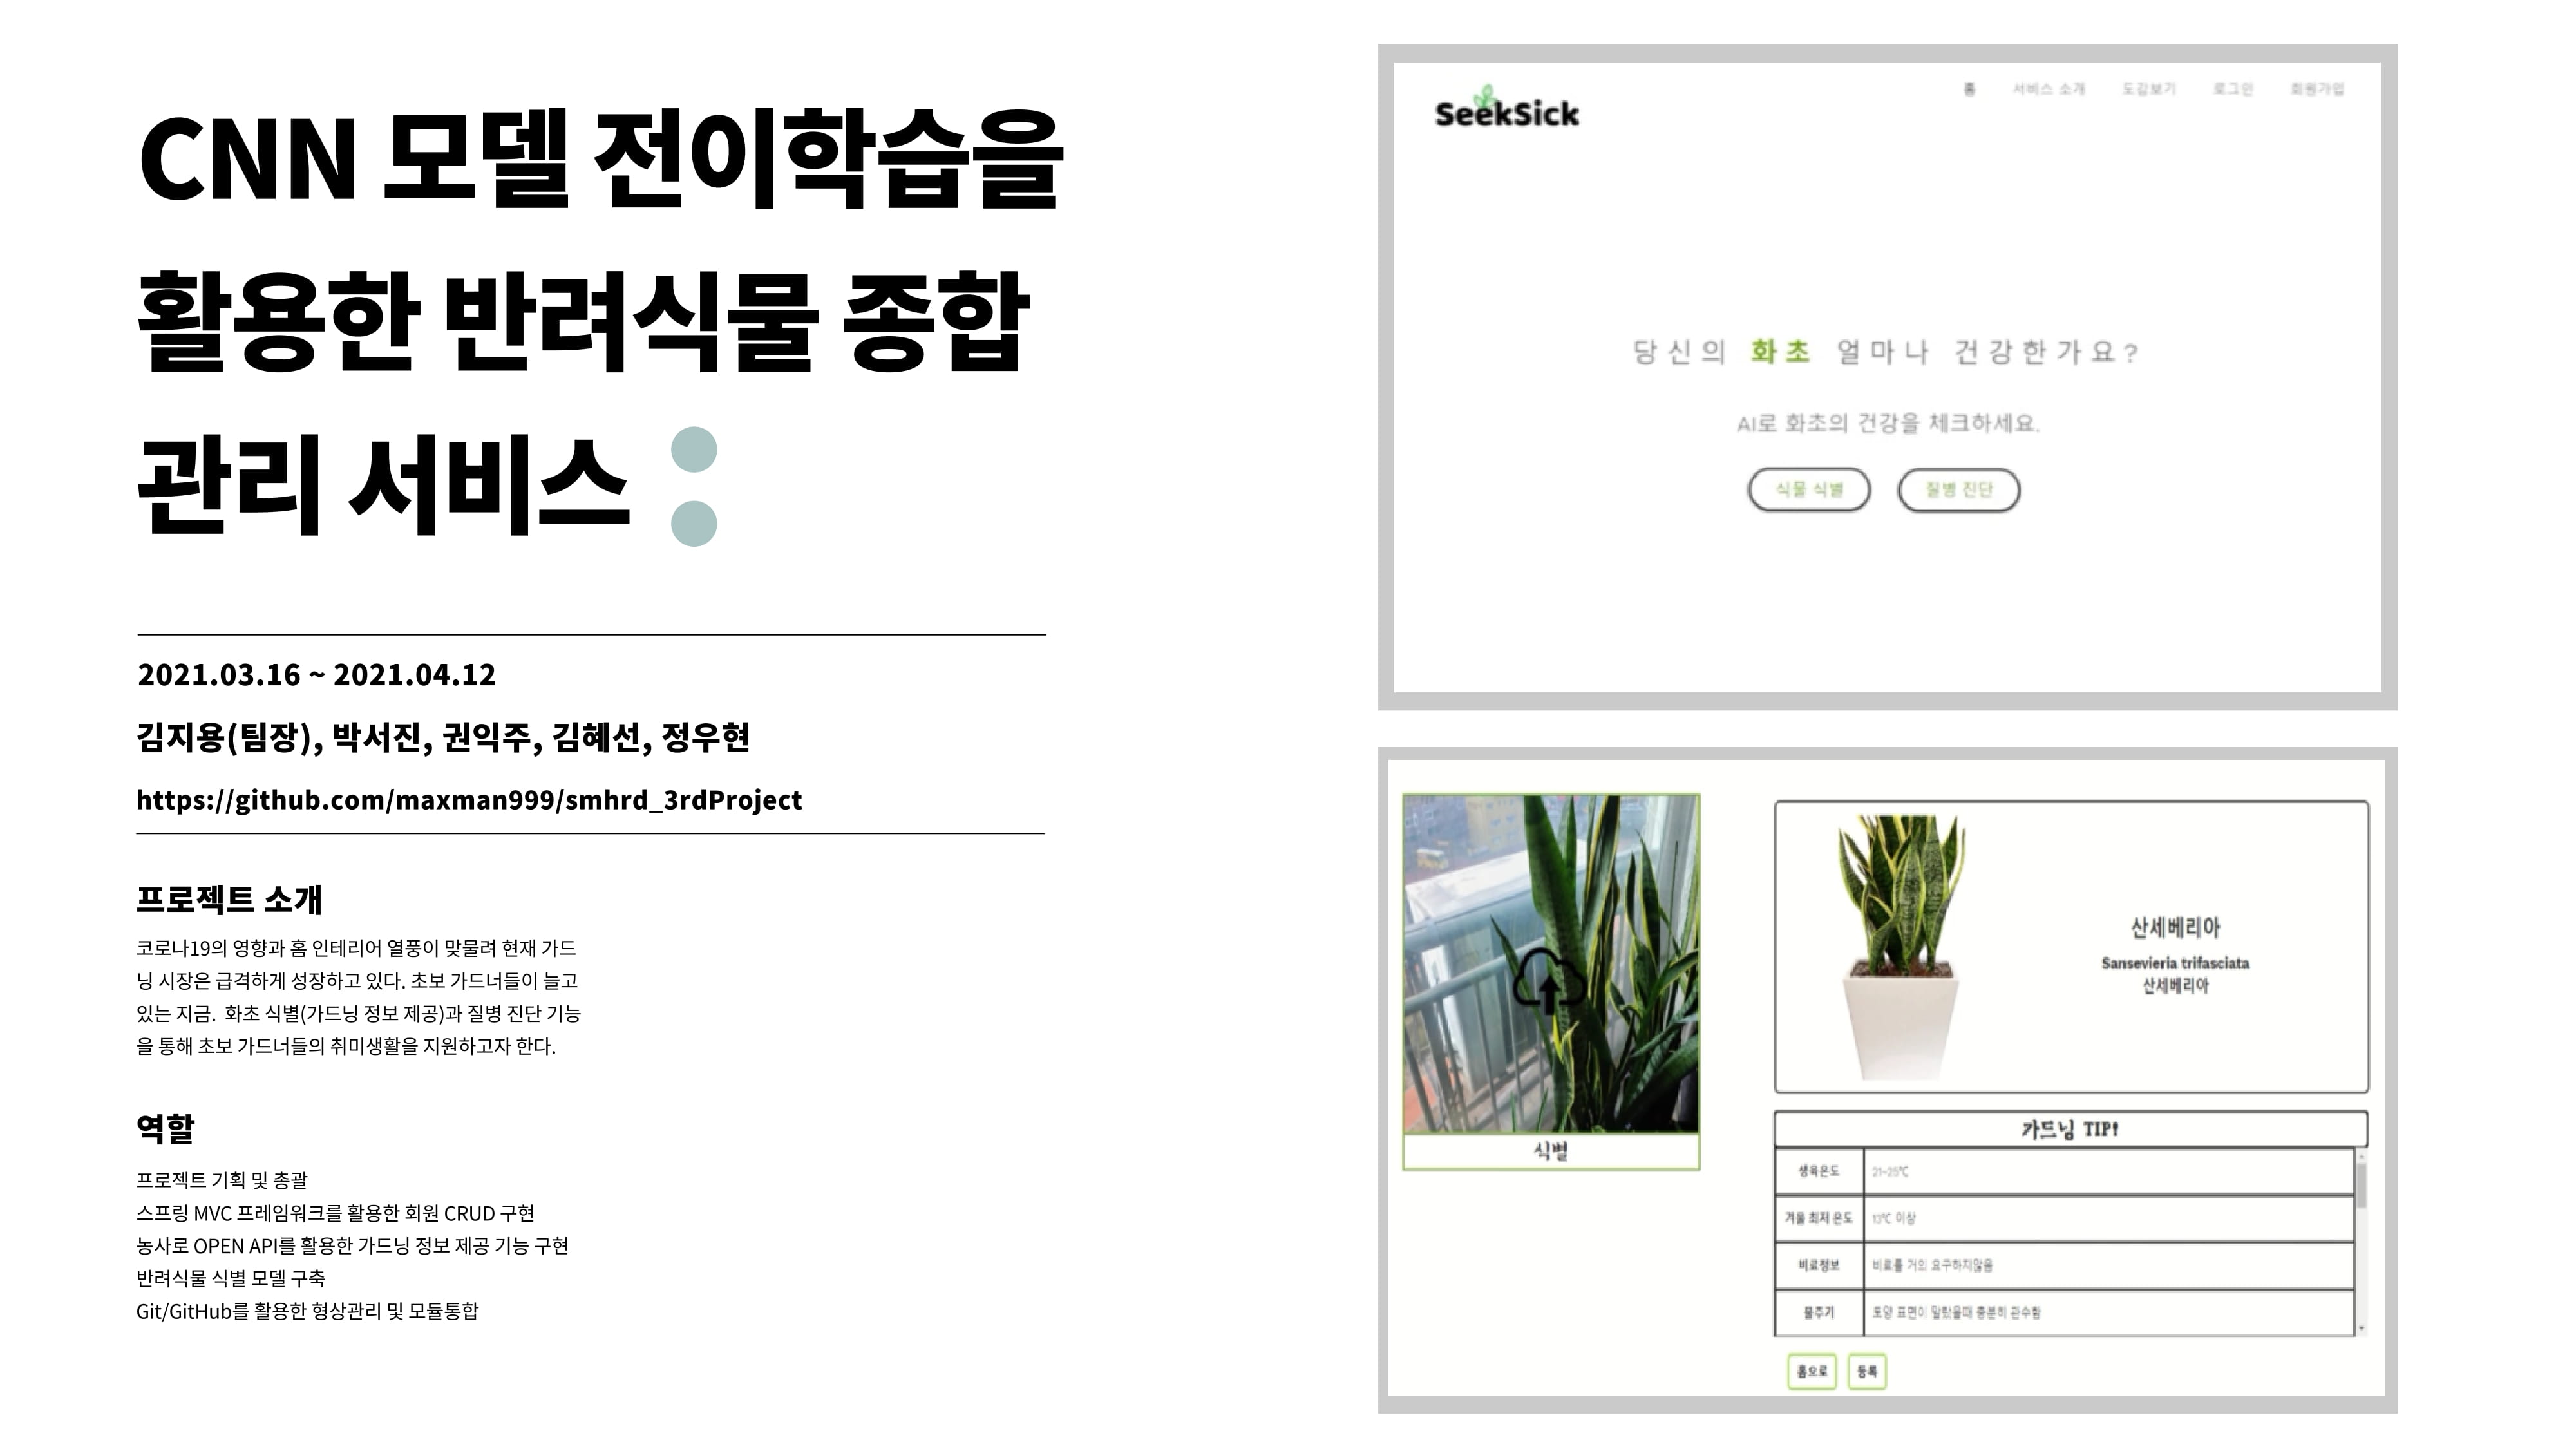 CNN 모델 전이학습을
활용한 반려식물 종합
관리 서비스 :
2021.03.16 ~ 2021.04.12
김지용(팀장), 박서진, 권익주, 김혜선, 정우현
https://github.com/maxman999/smhrd_3rdProject
프로젝트 소개
코로나19의 영향과 홈 인테리어 열풍이 맞물려 현재 가드
닝 시장은 급격하게 성장하고 있다. 초보 가드너들이 늘고
있는 지금. 화초 식별(가드닝 정보 제공)과 질병 진단 기능
을 통해 초보 가드너들의 취미생활을 지원하고자 한다.
역할
프로젝트 기획 및 총괄
스프링 MVC 프레임워크를 활용한 회원 CRUD 구현
농사로 OPEN API를 활용한 가드닝 정보 제공 기능 구현
반려식물 식별 모델 구축
Git/GitHub를 활용한 형상관리 및 모듈통합
SeekSick
홈 서비스 소개 도감보기 로그인 회원가입
당신의 화초 얼마나 건강한가요?
AI로 화초의 건강을 체크하세요.
식물 식별 질병 진단
식별
산세베리아
Sansevieria trifasciata
산세베리아
가드닝 TIP!
생육온도 21~25℃
겨울 최저 온도 13℃ 이상
비료정보 비료를 거의 요구하지않음
물주기 토양 표면이 말랐을때 충분히 관수함
홈으로 등록